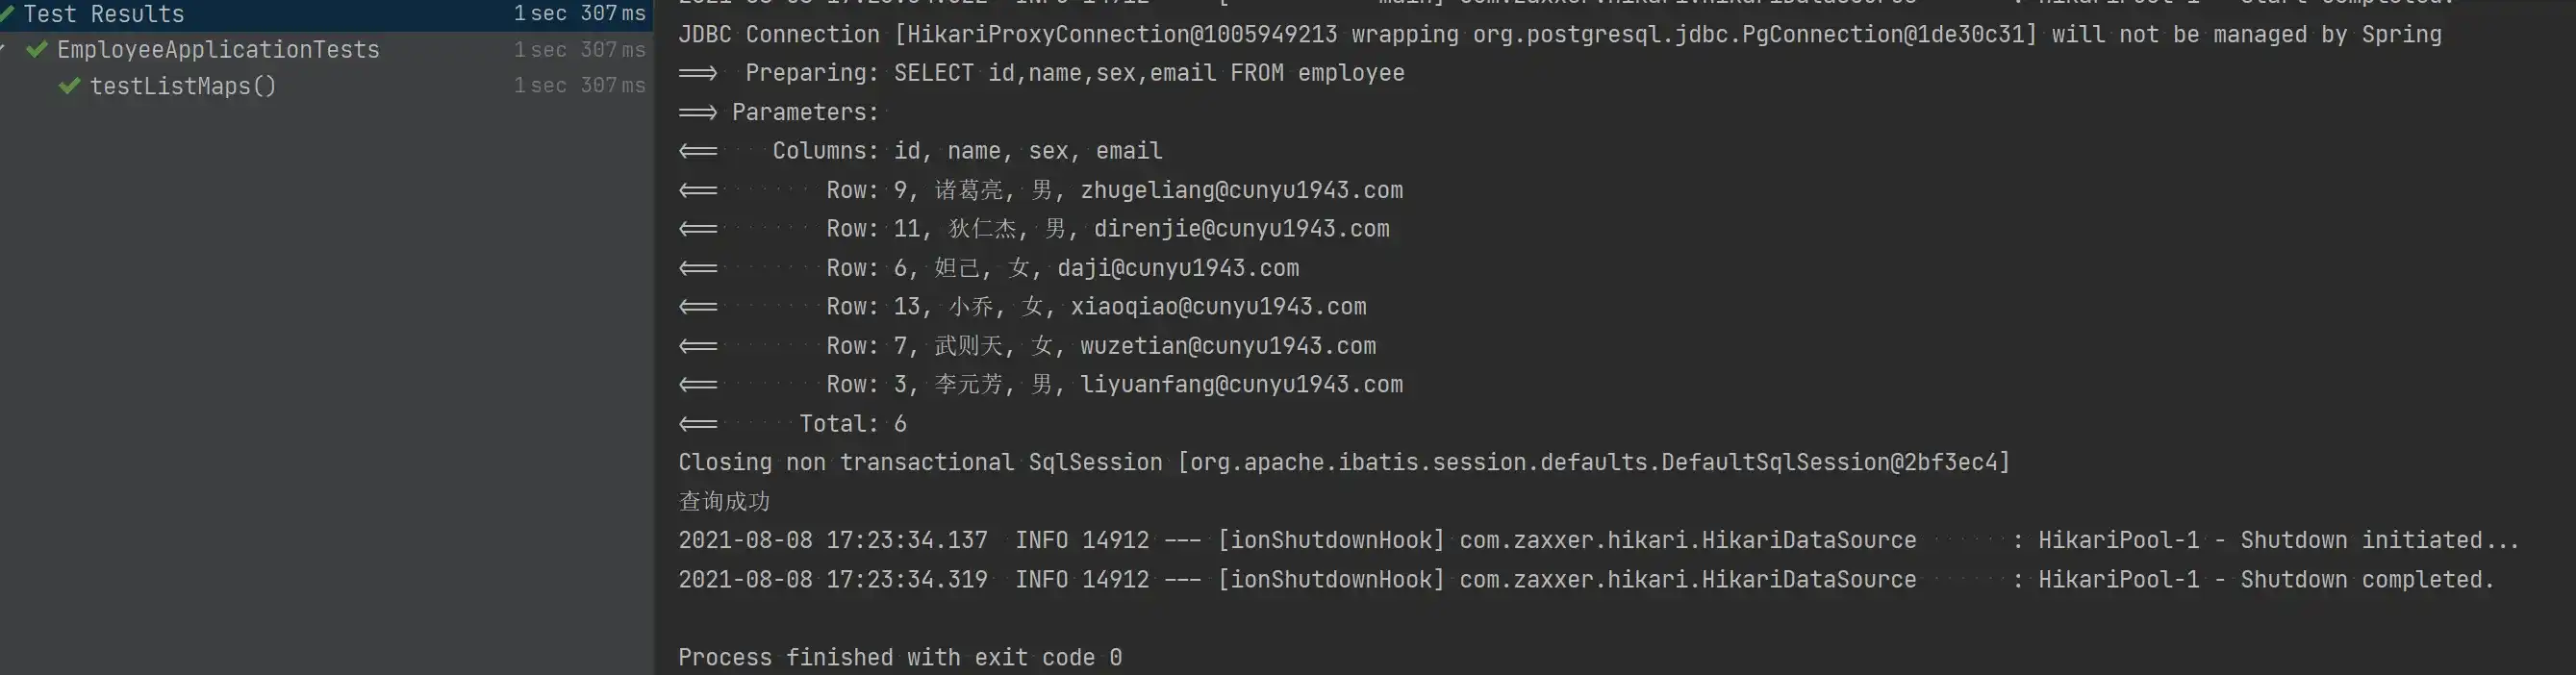 Test Results 1 sec 307 ms
EmployeeApplicationTests 1 sec 307 ms
testListMaps() 1 sec 307 ms
JDBC Connection [HikariProxyConnection@1005949213 wrapping org.postgresql.jdbc.PgConnection@1de30c31] will not be managed by Spring
==>  Preparing: SELECT id,name,sex,email FROM employee
==> Parameters:
<==    Columns: id, name, sex, email
<==        Row: 9, 诸葛亮, 男, zhugeliang@cunyu1943.com
<==        Row: 11, 狄仁杰, 男, direnjie@cunyu1943.com
<==        Row: 6, 妲己, 女, daji@cunyu1943.com
<==        Row: 13, 小乔, 女, xiaoqiao@cunyu1943.com
<==        Row: 7, 武则天, 女, wuzetian@cunyu1943.com
<==        Row: 3, 李元芳, 男, liyuanfang@cunyu1943.com
<==      Total: 6
Closing non transactional SqlSession [org.apache.ibatis.session.defaults.DefaultSqlSession@2bf3ec4]
查询成功
2021-08-08 17:23:34.137  INFO 14912 --- [ionShutdownHook] com.zaxxer.hikari.HikariDataSource       : HikariPool-1 - Shutdown initiated...
2021-08-08 17:23:34.319  INFO 14912 --- [ionShutdownHook] com.zaxxer.hikari.HikariDataSource       : HikariPool-1 - Shutdown completed.
Process finished with exit code 0